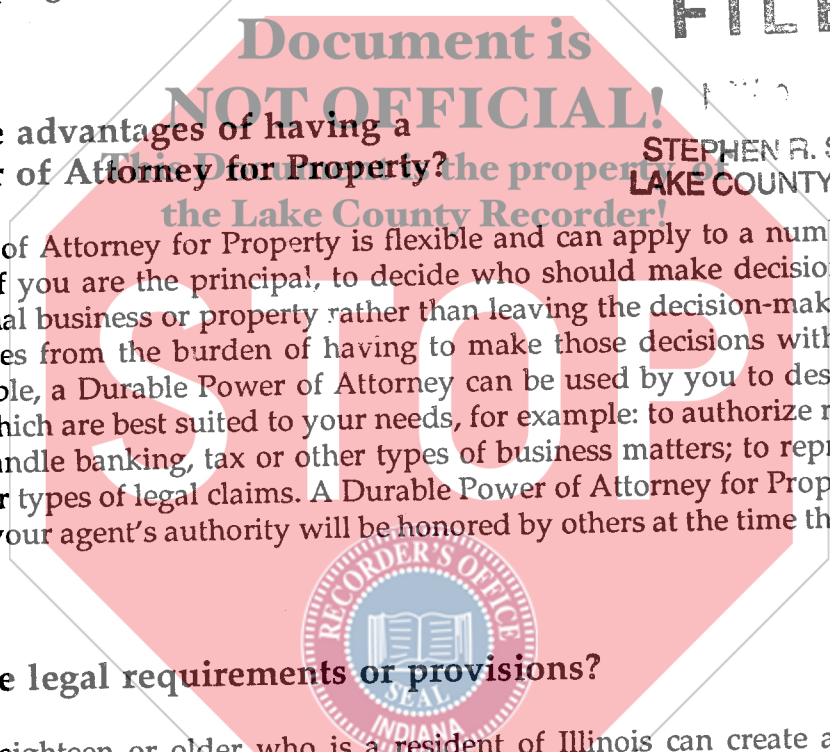 FILE
Document is
NOT OFFICIAL!
This Document is the property of
the Lake County Recorder!
STEPHEN R. S
LAKE COUNTY
e advantages of having a
r of Attorney for Property?
of Attorney for Property is flexible and can apply to a num
f you are the principal, to decide who should make decisio
al business or property rather than leaving the decision-mak
es from the burden of having to make those decisions with
ble, a Durable Power of Attorney can be used by you to des
hich are best suited to your needs, for example: to authorize
andle banking, tax or other types of business matters; to repr
r types of legal claims. A Durable Power of Attorney for Prop
your agent's authority will be honored by others at the time th
STOP
RECORDER'S OFFICE
SEAL
INDIANA
e legal requirements or provisions?
eighteen or older who is a resident of Illinois can create a